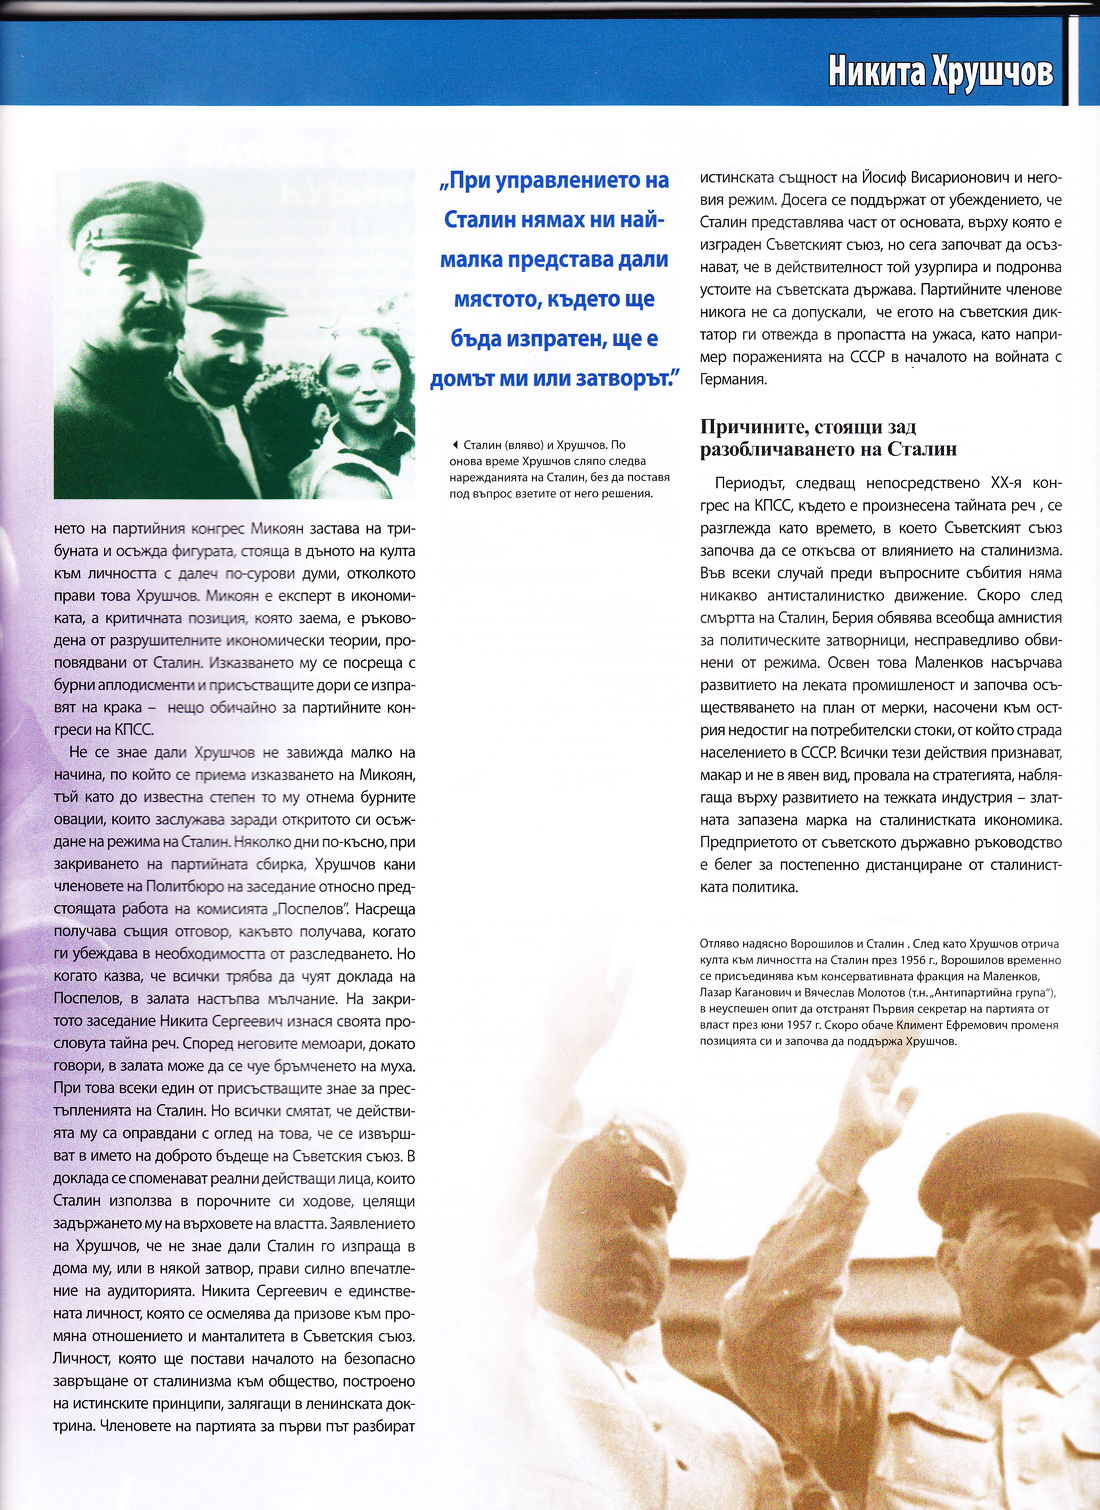 Никита Хрушчов
„При управлението на
Сталин нямах ни най-
малка представа дали
мястото, където ще
бъда изпратен, ще е
домът ми или затворът.”
Сталин (вляво) и Хрушчов. По
онова време Хрушчов сляпо следва
нарежданията на Сталин, без да поставя
под въпрос взетите от него решения.
нето на партийния конгрес Микоян застава на три-
буната и осъжда фигурата, стояща в дъното на култа
към личността с далеч по-сурови думи, отколкото
прави това Хрушчов. Микоян е експерт в икономи-
ката, а критичната позиция, която заема, е ръково-
дена от разрушителните икономически теории, про-
повядвани от Сталин. Изказването му се посреща с
бурни аплодисменти и присъстващите дори се изпра-
вят на крака – нещо обичайно за партийните кон-
греси на КПСС.
Не се знае дали Хрушчов не завижда малко на
начина, по който се приема изказването на Микоян,
тъй като до известна степен то му отнема бурните
овации, които заслужава заради откритото си осъж-
дане на режима на Сталин. Няколко дни по-късно, при
закриването на партийната сбирка, Хрушчов кани
членовете на Политбюро на заседание относно пред-
стоящата работа на комисията „Поспелов”. Насреща
получава същия отговор, какъвто получава, когато
ги убеждава в необходимостта от разследването. Но
когато казва, че всички трябва да чуят доклада на
Поспелов, в залата настъпва мълчание. На закри-
тото заседание Никита Сергеевич изнася своята про-
словута тайна реч. Според неговите мемоари, докато
говори, в залата може да се чуе бръмченето на муха.
При това всеки един от присъстващите знае за прес-
тъпленията на Сталин. Но всички смятат, че действи-
ята му са оправдани с оглед на това, че се извърш-
ват в името на доброто бъдеще на Съветския съюз. В
доклада се споменават реални действащи лица, които
Сталин използва в порочните си ходове, целящи
задържането му на върховете на властта. Заявлението
на Хрушчов, че не знае дали Сталин го изпраща в
дома му, или в някой затвор, прави силно впечатле-
ние на аудиторията. Никита Сергеевич е единстве-
ната личност, която се осмелява да призове към про-
мяна отношението и манталитета в Съветския съюз.
Личност, която ще постави началото на безопасно
завръщане от сталинизма към общество, построено
на истинските принципи, залягащи в ленинската док-
трина. Членовете на партията за първи път разбират
истинската същност на Йосиф Висарионович и него-
вия режим. Досега се поддържат от убеждението, че
Сталин представлява част от основата, върху която е
изграден Съветският съюз, но сега започват да осъз-
нават, че в действителност той узурпира и подронва
устоите на съветската държава. Партийните членове
никога не са допускали, че егото на съветския дик-
татор ги отвежда в пропастта на ужаса, като напри-
мер пораженията на СССР в началото на войната с
Германия.
Причините, стоящи зад
разобличаването на Сталин
Периодът, следващ непосредствено XX-я кон-
грес на КПСС, където е произнесена тайната реч , се
разглежда като времето, в което Съветският съюз
започва да се откъсва от влиянието на сталинизма.
Във всеки случай преди въпросните събития няма
никакво антисталинистко движение. Скоро след
смъртта на Сталин, Берия обявява всеобща амнистия
за политическите затворници, несправедливо обви-
нени от режима. Освен това Маленков насърчава
развитието на леката промишленост и започва осъ-
ществяването на план от мерки, насочени към ост-
рия недостиг на потребителски стоки, от който страда
населението в СССР. Всички тези действия признават,
макар и не в явен вид, провала на стратегията, набля-
гаща върху развитието на тежката индустрия – злат-
ната запазена марка на сталинистката икономика.
Предприетото от съветското държавно ръководство
е белег за постепенно дистанциране от сталинист-
ката политика.
Отляво надясно Ворошилов и Сталин . След като Хрушчов отрича
култа към личността на Сталин през 1956 г., Ворошилов временно
се присъединява към консервативната фракция на Маленков,
Лазар Каганович и Вячеслав Молотов (т.н. „Антипартийна група“),
в неуспешен опит да отстранят Първия секретар на партията от
власт през юни 1957 г. Скоро обаче Климент Ефремович променя
позицията си и започва да поддържа Хрушчов.